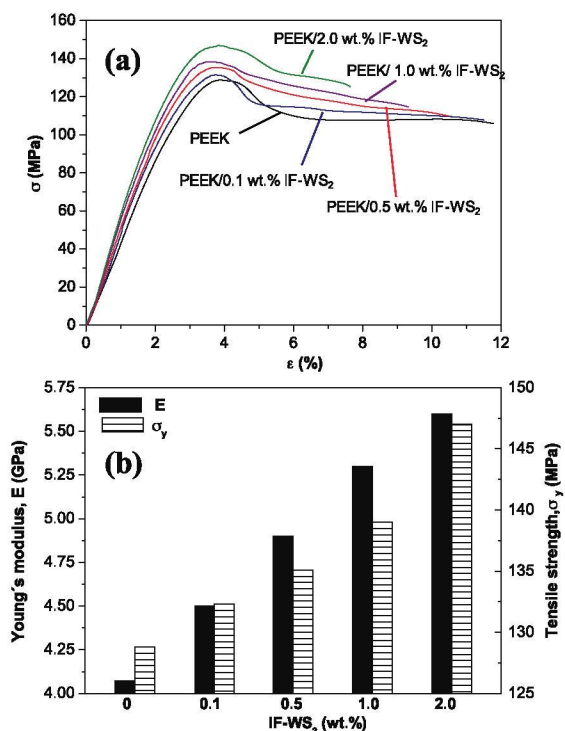 160
140
120
100
80
60
40
20
0
σ (MPa)
(a)
PEEK/2.0 wt.% IF-WS₂
PEEK/ 1.0 wt.% IF-WS₂
PEEK
PEEK/0.1 wt.% IF-WS₂
PEEK/0.5 wt.% IF-WS₂
0 2 4 6 8 10 12
ε (%)
5.75
5.50
5.25
5.00
4.75
4.50
4.25
4.00
Young´s modulus, E (GPa)
E
σy
(b)
150
145
140
135
130
125
Tensile strength,σy (MPa)
0 0.1 0.5 1.0 2.0
IF-WS₂ (wt.%)